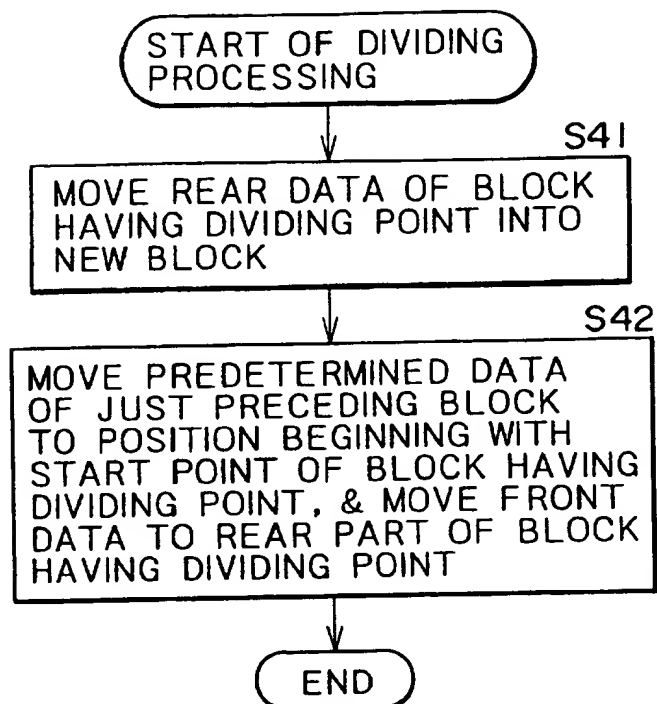 START OF DIVIDING
PROCESSING
S41
MOVE REAR DATA OF BLOCK
HAVING DIVIDING POINT INTO
NEW BLOCK
S42
MOVE PREDETERMINED DATA
OF JUST PRECEDING BLOCK
TO POSITION BEGINNING WITH
START POINT OF BLOCK HAVING
DIVIDING POINT, & MOVE FRONT
DATA TO REAR PART OF BLOCK
HAVING DIVIDING POINT
END